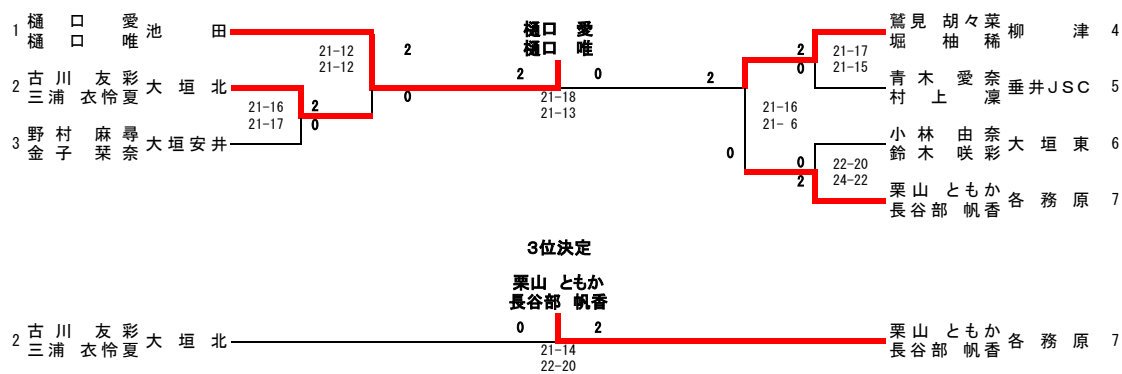 1 樋口 愛 池田
樋口 唯
21-12 2
21-12
2 古川 友彩 大垣北
三浦 衣怜夏
0
21-16 2
21-17 0
3 野村 麻尋 大垣安井
金子 栞奈
樋口 愛
樋口 唯
2 0
21-18
21-13
鷲見 胡々菜 柳津 4
堀 柚稀
2 21-17
0 21-15
2
青木 愛奈 垂井JSC 5
村上 凜
21-16
21- 6
0
小林 由奈 大垣東 6
鈴木 咲彩
0 22-20
2 24-22
栗山 ともか 各務原 7
長谷部 帆香
3位決定
栗山 ともか
長谷部 帆香
0 2
2 古川 友彩 大垣北
三浦 衣怜夏
21-14
22-20
栗山 ともか 各務原 7
長谷部 帆香